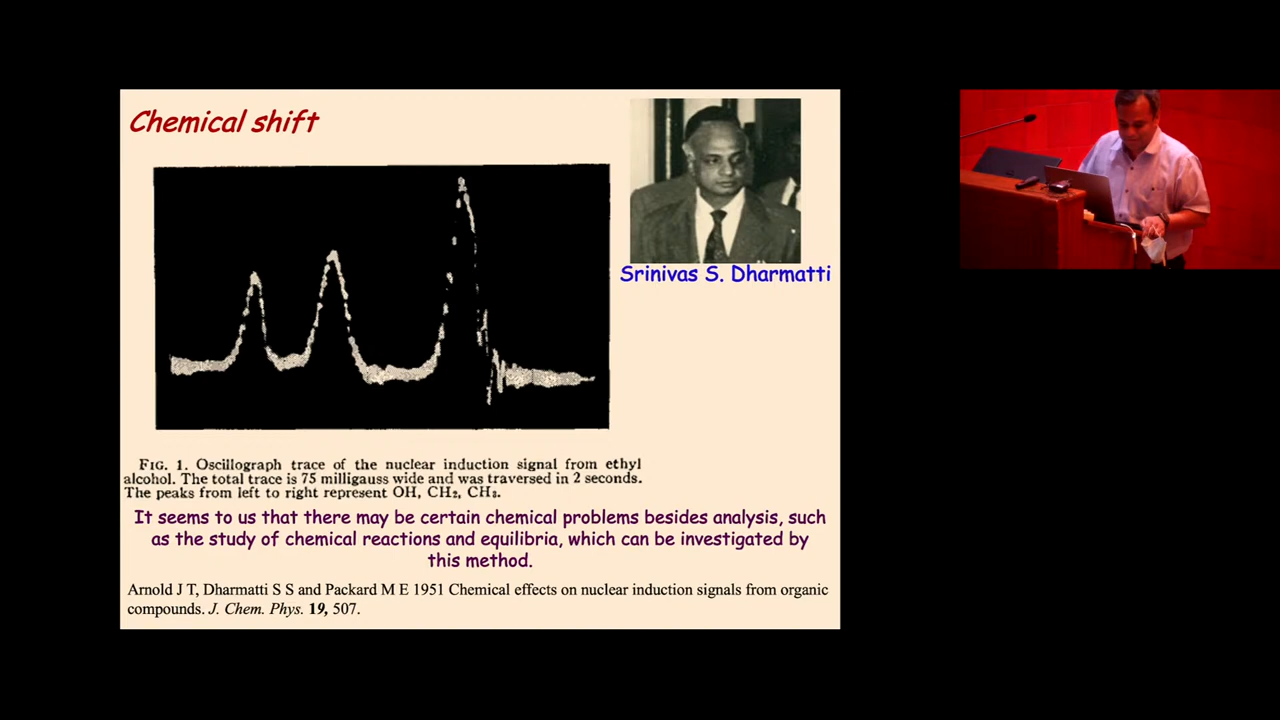 Chemical shift
Srinivas S. Dharmatti
FIG. 1. Oscillograph trace of the nuclear induction signal from ethyl
alcohol. The total trace is 75 milligauss wide and was traversed in 2 seconds.
The peaks from left to right represent OH, CH₂, CH₃.
It seems to us that there may be certain chemical problems besides analysis, such
as the study of chemical reactions and equilibria, which can be investigated by
this method.
Arnold J T, Dharmatti S S and Packard M E 1951 Chemical effects on nuclear induction signals from organic
compounds. J. Chem. Phys. 19, 507.